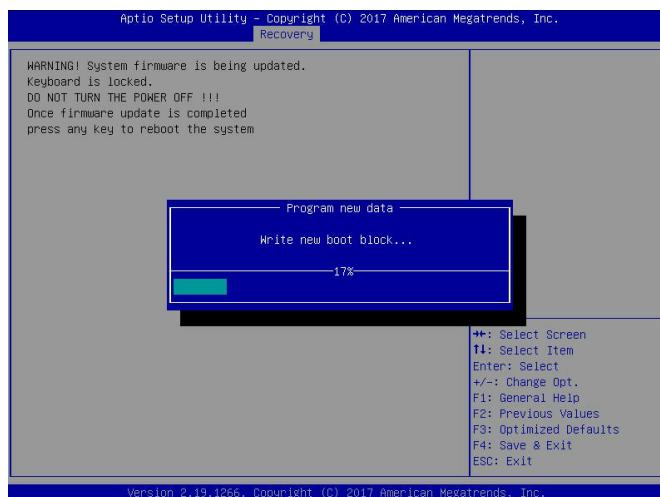 Aptio Setup Utility – Copyright (C) 2017 American Megatrends, Inc.
Recovery
WARNING! System firmware is being updated.
Keyboard is locked.
DO NOT TURN THE POWER OFF !!!
Once firmware update is completed
press any key to reboot the system
Program new data
Write new boot block...
17%
→←: Select Screen
↑↓: Select Item
Enter: Select
+/-: Change Opt.
F1: General Help
F2: Previous Values
F3: Optimized Defaults
F4: Save & Exit
ESC: Exit
Version 2.19.1266. Copyright (C) 2017 American Megatrends, Inc.